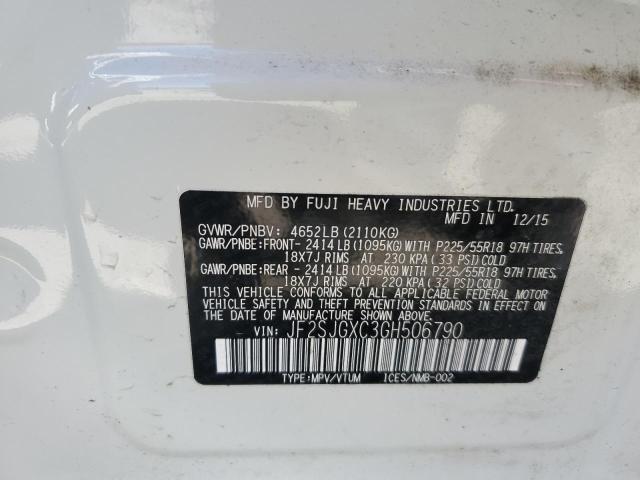 MFD BY FUJI HEAVY INDUSTRIES LTD.
MFD IN 12/15
GVWR/PNBV: 4652LB (2110KG)
GAWR/PNBE:FRONT- 2414LB(1095KG)WITH P225/55R18 97H TIRES,
18X7J RIMS AT 230 KPA (33 PSI)COLD
GAWR/PNBE:REAR - 2414LB(1095KG)WITH P225/55R18 97H TIRES,
18X7J RIMS AT 220 KPA(32 PSI)COLD
THIS VEHICLE CONFORMS TO ALL APPLICABLE FEDERAL MOTOR
VEHICLE SAFETY AND THEFT PREVENTION STANDARDS IN EFFECT ON
THE DATE OF MANUFACTURE SHOWN ABOVE.
VIN: JF2SJGXC3GH506790
TYPE:MPV/VTUM ICES/NMB-002